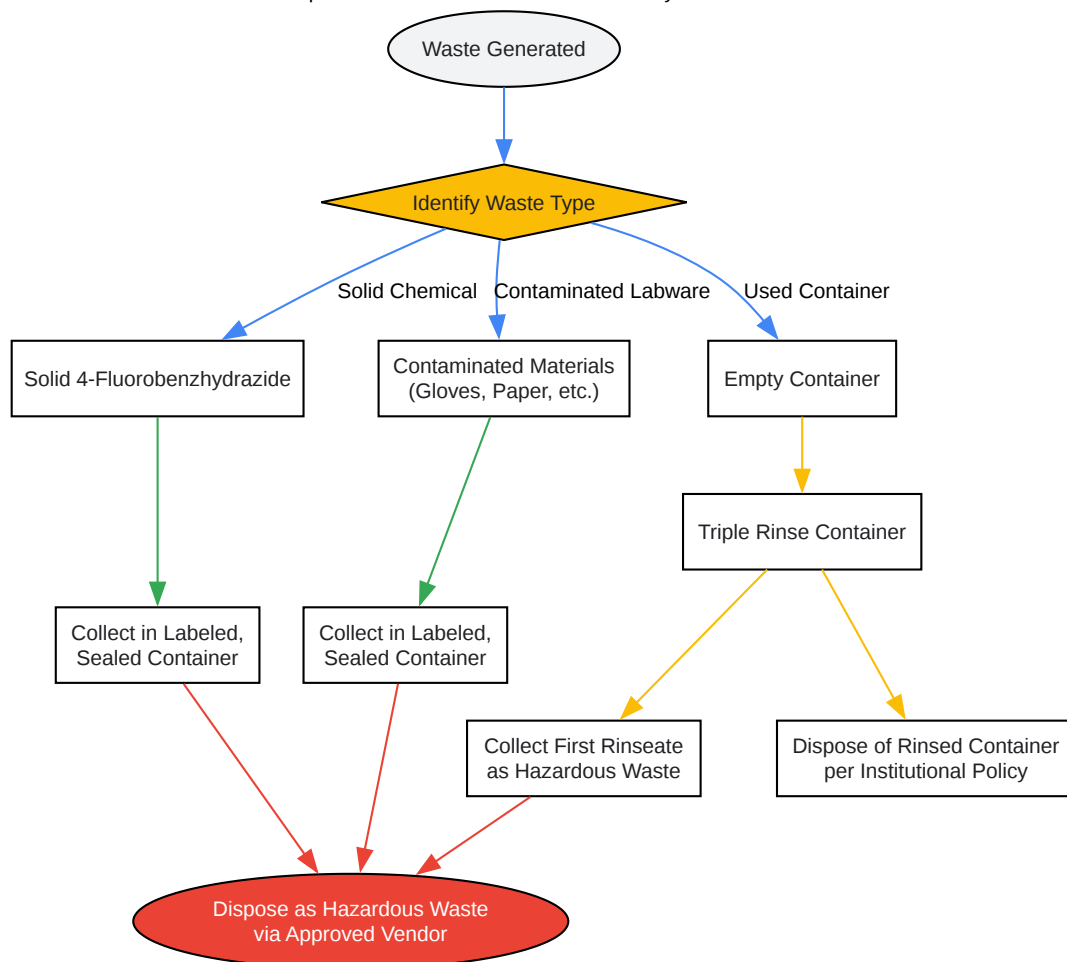 Waste Generated
Identify Waste Type
Solid Chemical
Contaminated Labware
Used Container
Solid 4-Fluorobenzhydrazide
Contaminated Materials
(Gloves, Paper, etc.)
Empty Container
Triple Rinse Container
Collect in Labeled,
Sealed Container
Collect in Labeled,
Sealed Container
Collect First Rinseate
as Hazardous Waste
Dispose of Rinsed Container
per Institutional Policy
Dispose as Hazardous Waste
via Approved Vendor